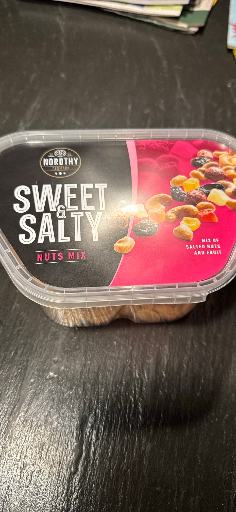 NORDTHY
SWEET
&
SALTY
NUTS MIX
MIX OF
SALTED NUTS
AND FRUIT